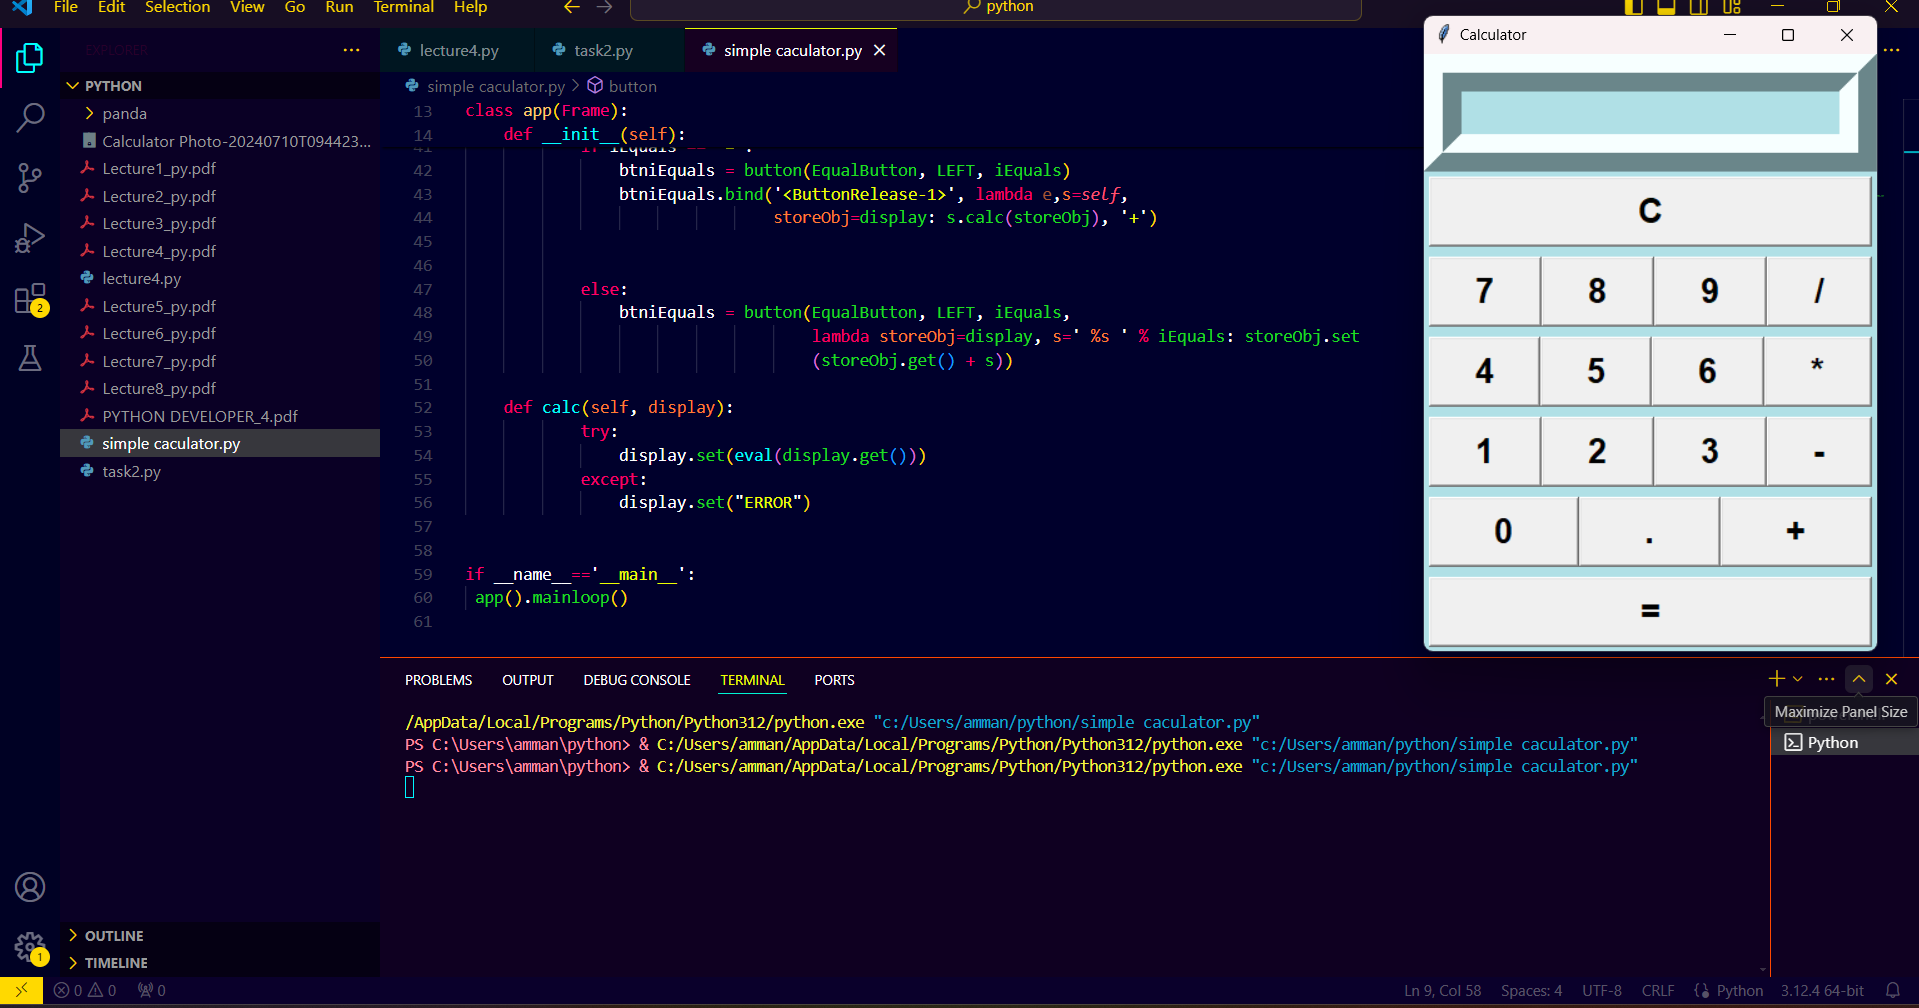 File Edit Selection View Go Run Terminal Help
python
EXPLORER
PYTHON
panda
Calculator Photo-20240710T094423...
Lecture1_py.pdf
Lecture2_py.pdf
Lecture3_py.pdf
Lecture4_py.pdf
lecture4.py
Lecture5_py.pdf
Lecture6_py.pdf
Lecture7_py.pdf
Lecture8_py.pdf
PYTHON DEVELOPER_4.pdf
simple caculator.py
task2.py
OUTLINE
TIMELINE
2
1
lecture4.py task2.py simple caculator.py
simple caculator.py > button
13 class app(Frame):
14 def __init__(self):
42 btniEquals = button(EqualButton, LEFT, iEquals)
43 btniEquals.bind('<ButtonRelease-1>', lambda e,s=self,
44 storeObj=display: s.calc(storeObj), '+')
45
46
47 else:
48 btniEquals = button(EqualButton, LEFT, iEquals,
49 lambda storeObj=display, s=' %s ' % iEquals: storeObj.set
50 (storeObj.get() + s))
51
52 def calc(self, display):
53 try:
54 display.set(eval(display.get()))
55 except:
56 display.set("ERROR")
57
58
59 if __name__=='__main__':
60 app().mainloop()
61
Calculator
C
7 8 9 /
4 5 6 *
1 2 3 -
0 . +
=
PROBLEMS OUTPUT DEBUG CONSOLE TERMINAL PORTS
Maximize Panel Size
Python
/AppData/Local/Programs/Python/Python312/python.exe "c:/Users/amman/python/simple caculator.py"
PS C:\Users\amman\python> & C:/Users/amman/AppData/Local/Programs/Python/Python312/python.exe "c:/Users/amman/python/simple caculator.py"
PS C:\Users\amman\python> & C:/Users/amman/AppData/Local/Programs/Python/Python312/python.exe "c:/Users/amman/python/simple caculator.py"
0 0 0 Ln 9, Col 58 Spaces: 4 UTF-8 CRLF Python 3.12.4 64-bit